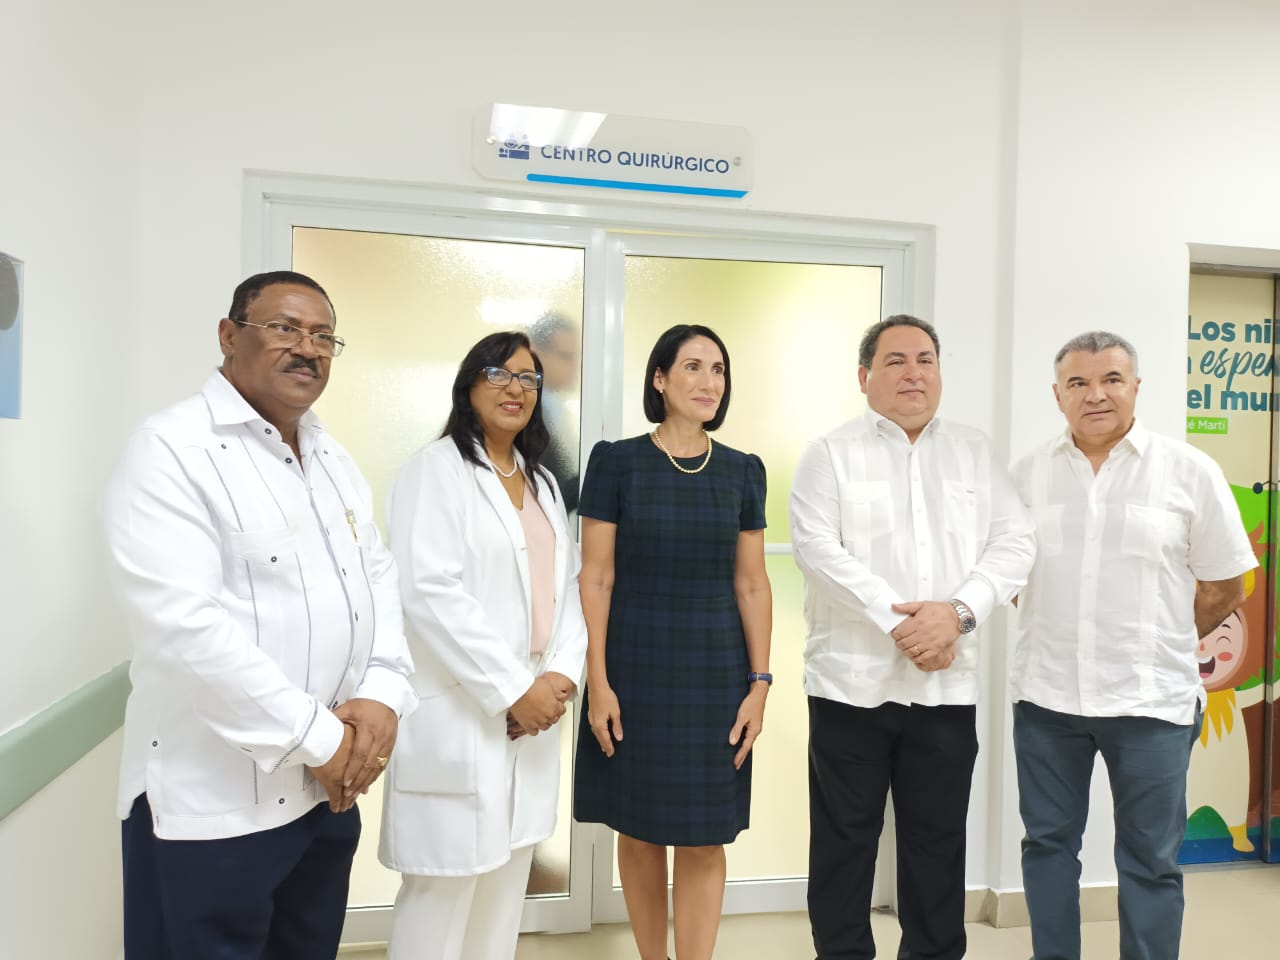 CENTRO QUIRÚRGICO
Los ni
espe
el mu
Martí